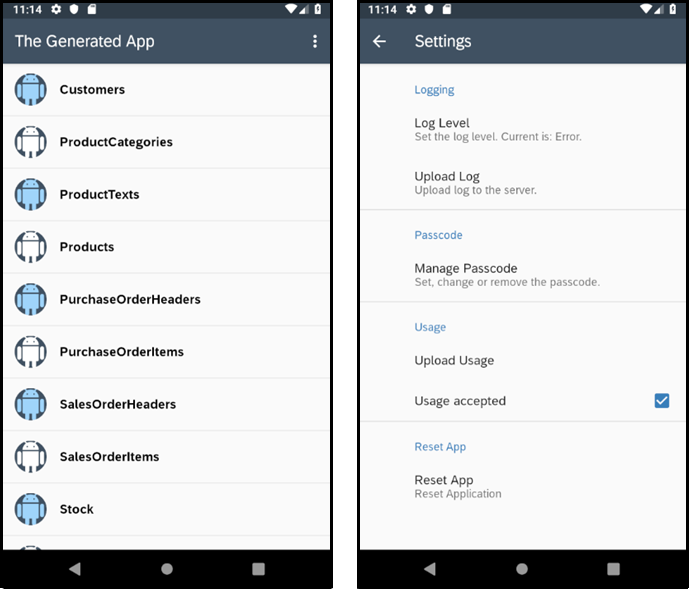 11:14
The Generated App
Customers
ProductCategories
ProductTexts
Products
PurchaseOrderHeaders
PurchaseOrderItems
SalesOrderHeaders
SalesOrderItems
Stock
11:14
Settings
Logging
Log Level
Set the log level. Current is: Error.
Upload Log
Upload log to the server.
Passcode
Manage Passcode
Set, change or remove the passcode.
Usage
Upload Usage
Usage accepted
Reset App
Reset App
Reset Application